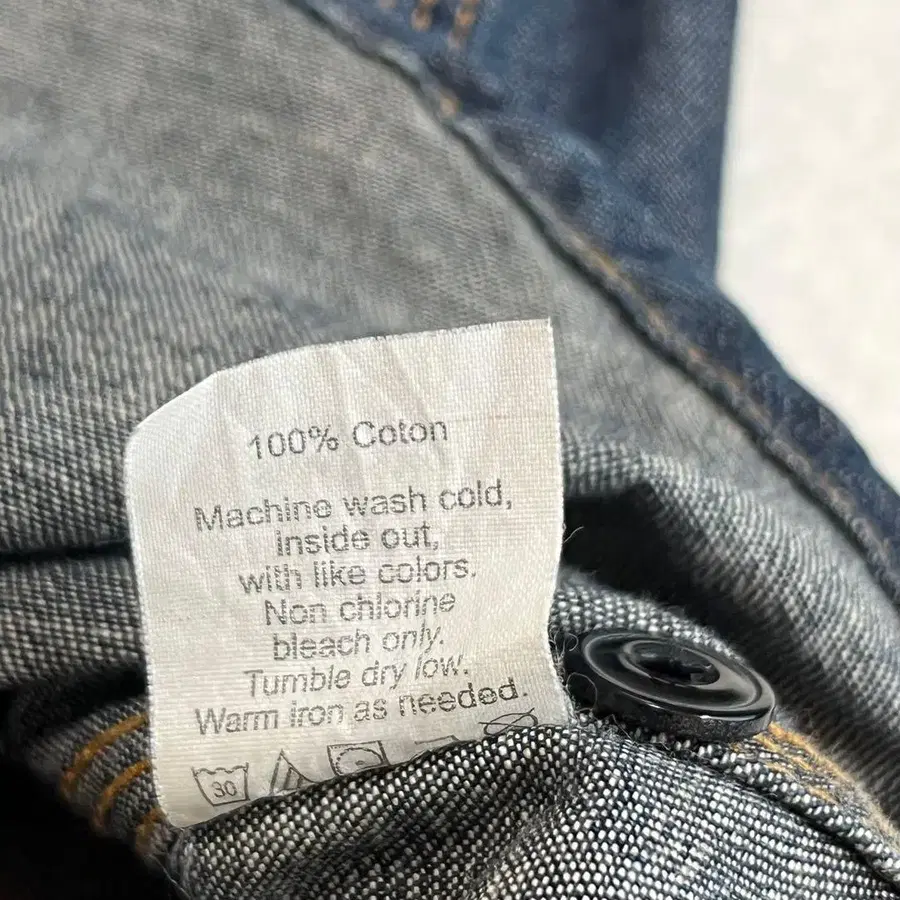 100% Coton
Machine wash cold,
inside out,
with like colors.
Non chlorine
bleach only.
Tumble dry low.
Warm iron as needed.
30